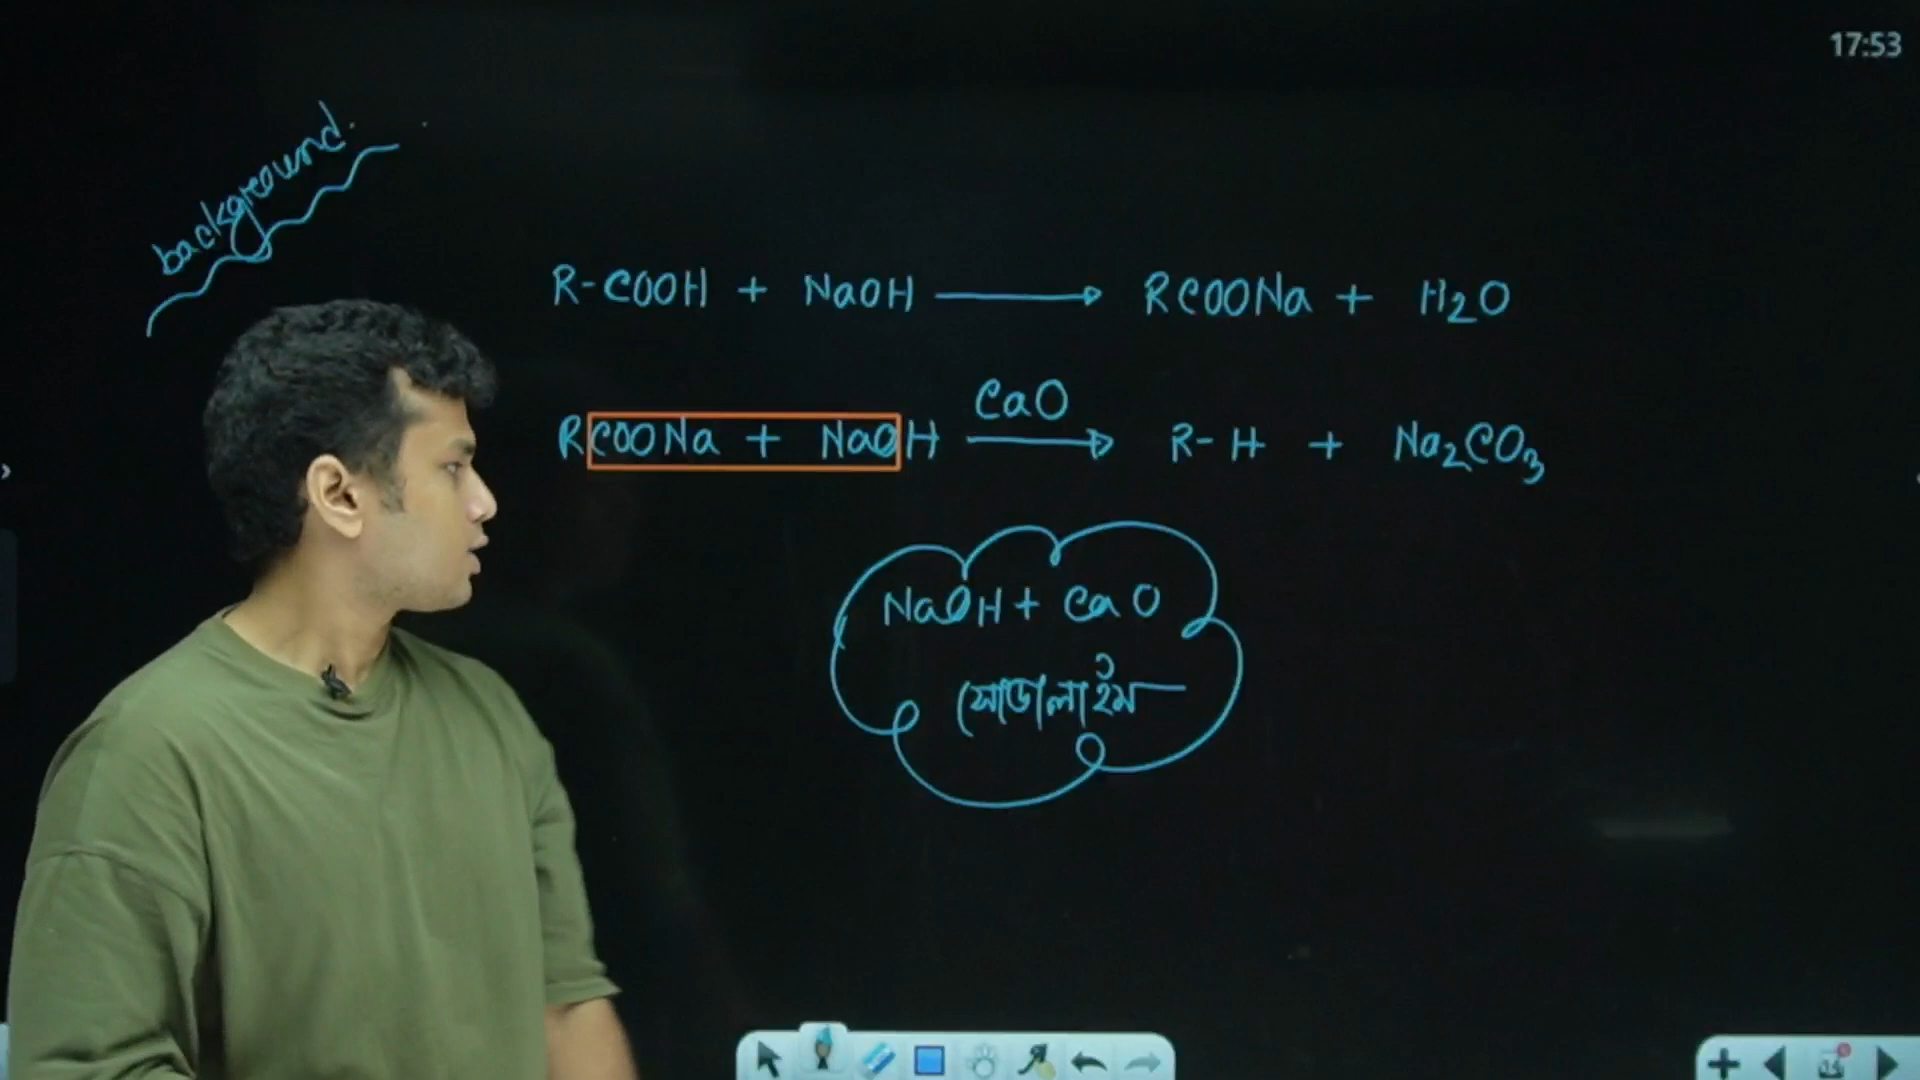 17:53
background.
R-COOH + NaOH → RCOONa + H₂O
CaO
RCOONa + NaOH → R-H + Na₂CO₃
NaOH + CaO
সোডালাইম